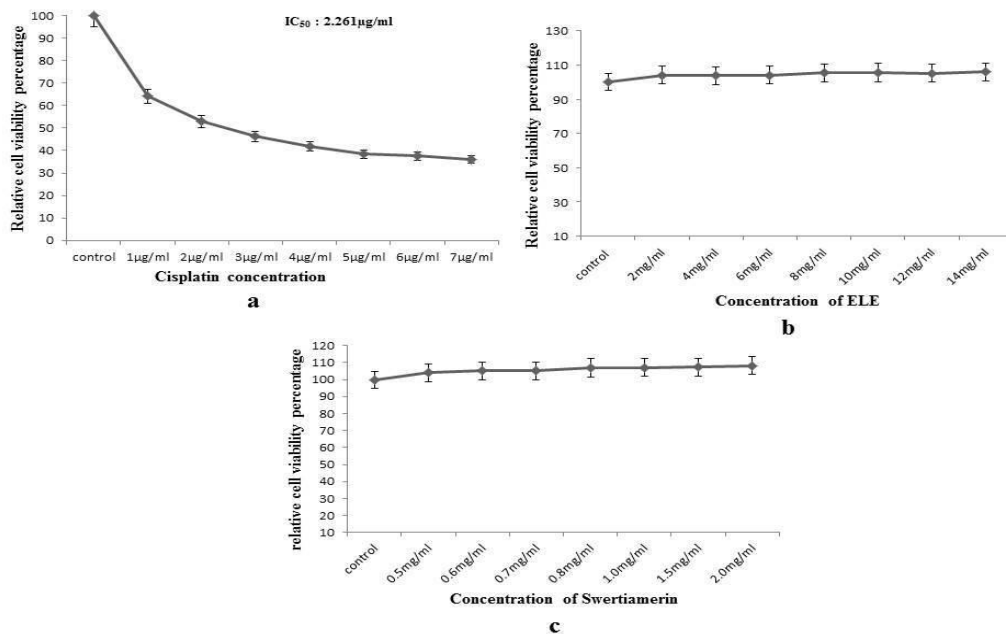 Relative cell viability percentage
100
90
80
70
60
50
40
30
20
10
0
IC₅₀ : 2.261µg/ml
control 1µg/ml 2µg/ml 3µg/ml 4µg/ml 5µg/ml 6µg/ml 7µg/ml
Cisplatin concentration
a
Relative cell viability percentage
130
110
90
70
50
30
10
control 2mg/ml 4mg/ml 6mg/ml 8mg/ml 10mg/ml 12mg/ml 14mg/ml
Concentration of ELE
b
relative cell viability percentage
120
110
100
90
80
70
60
50
40
30
20
10
control 0.5mg/ml 0.6mg/ml 0.7mg/ml 0.8mg/ml 1.0mg/ml 1.5mg/ml 2.0mg/ml
Concentration of Swertiamerin
c